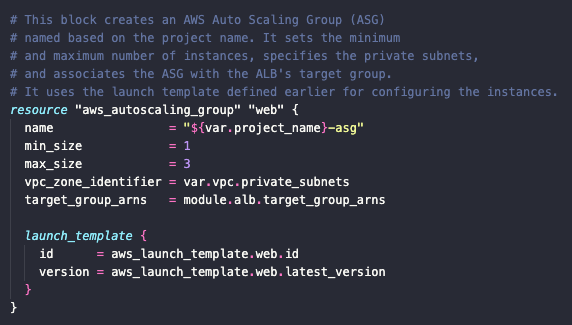 # This block creates an AWS Auto Scaling Group (ASG)
# named based on the project name. It sets the minimum
# and maximum number of instances, specifies the private subnets,
# and associates the ASG with the ALB's target group.
# It uses the launch template defined earlier for configuring the instances.
resource "aws_autoscaling_group" "web" {
  name                = "${var.project_name}-asg"
  min_size            = 1
  max_size            = 3
  vpc_zone_identifier = var.vpc.private_subnets
  target_group_arns   = module.alb.target_group_arns

  launch_template {
    id      = aws_launch_template.web.id
    version = aws_launch_template.web.latest_version
  }
}